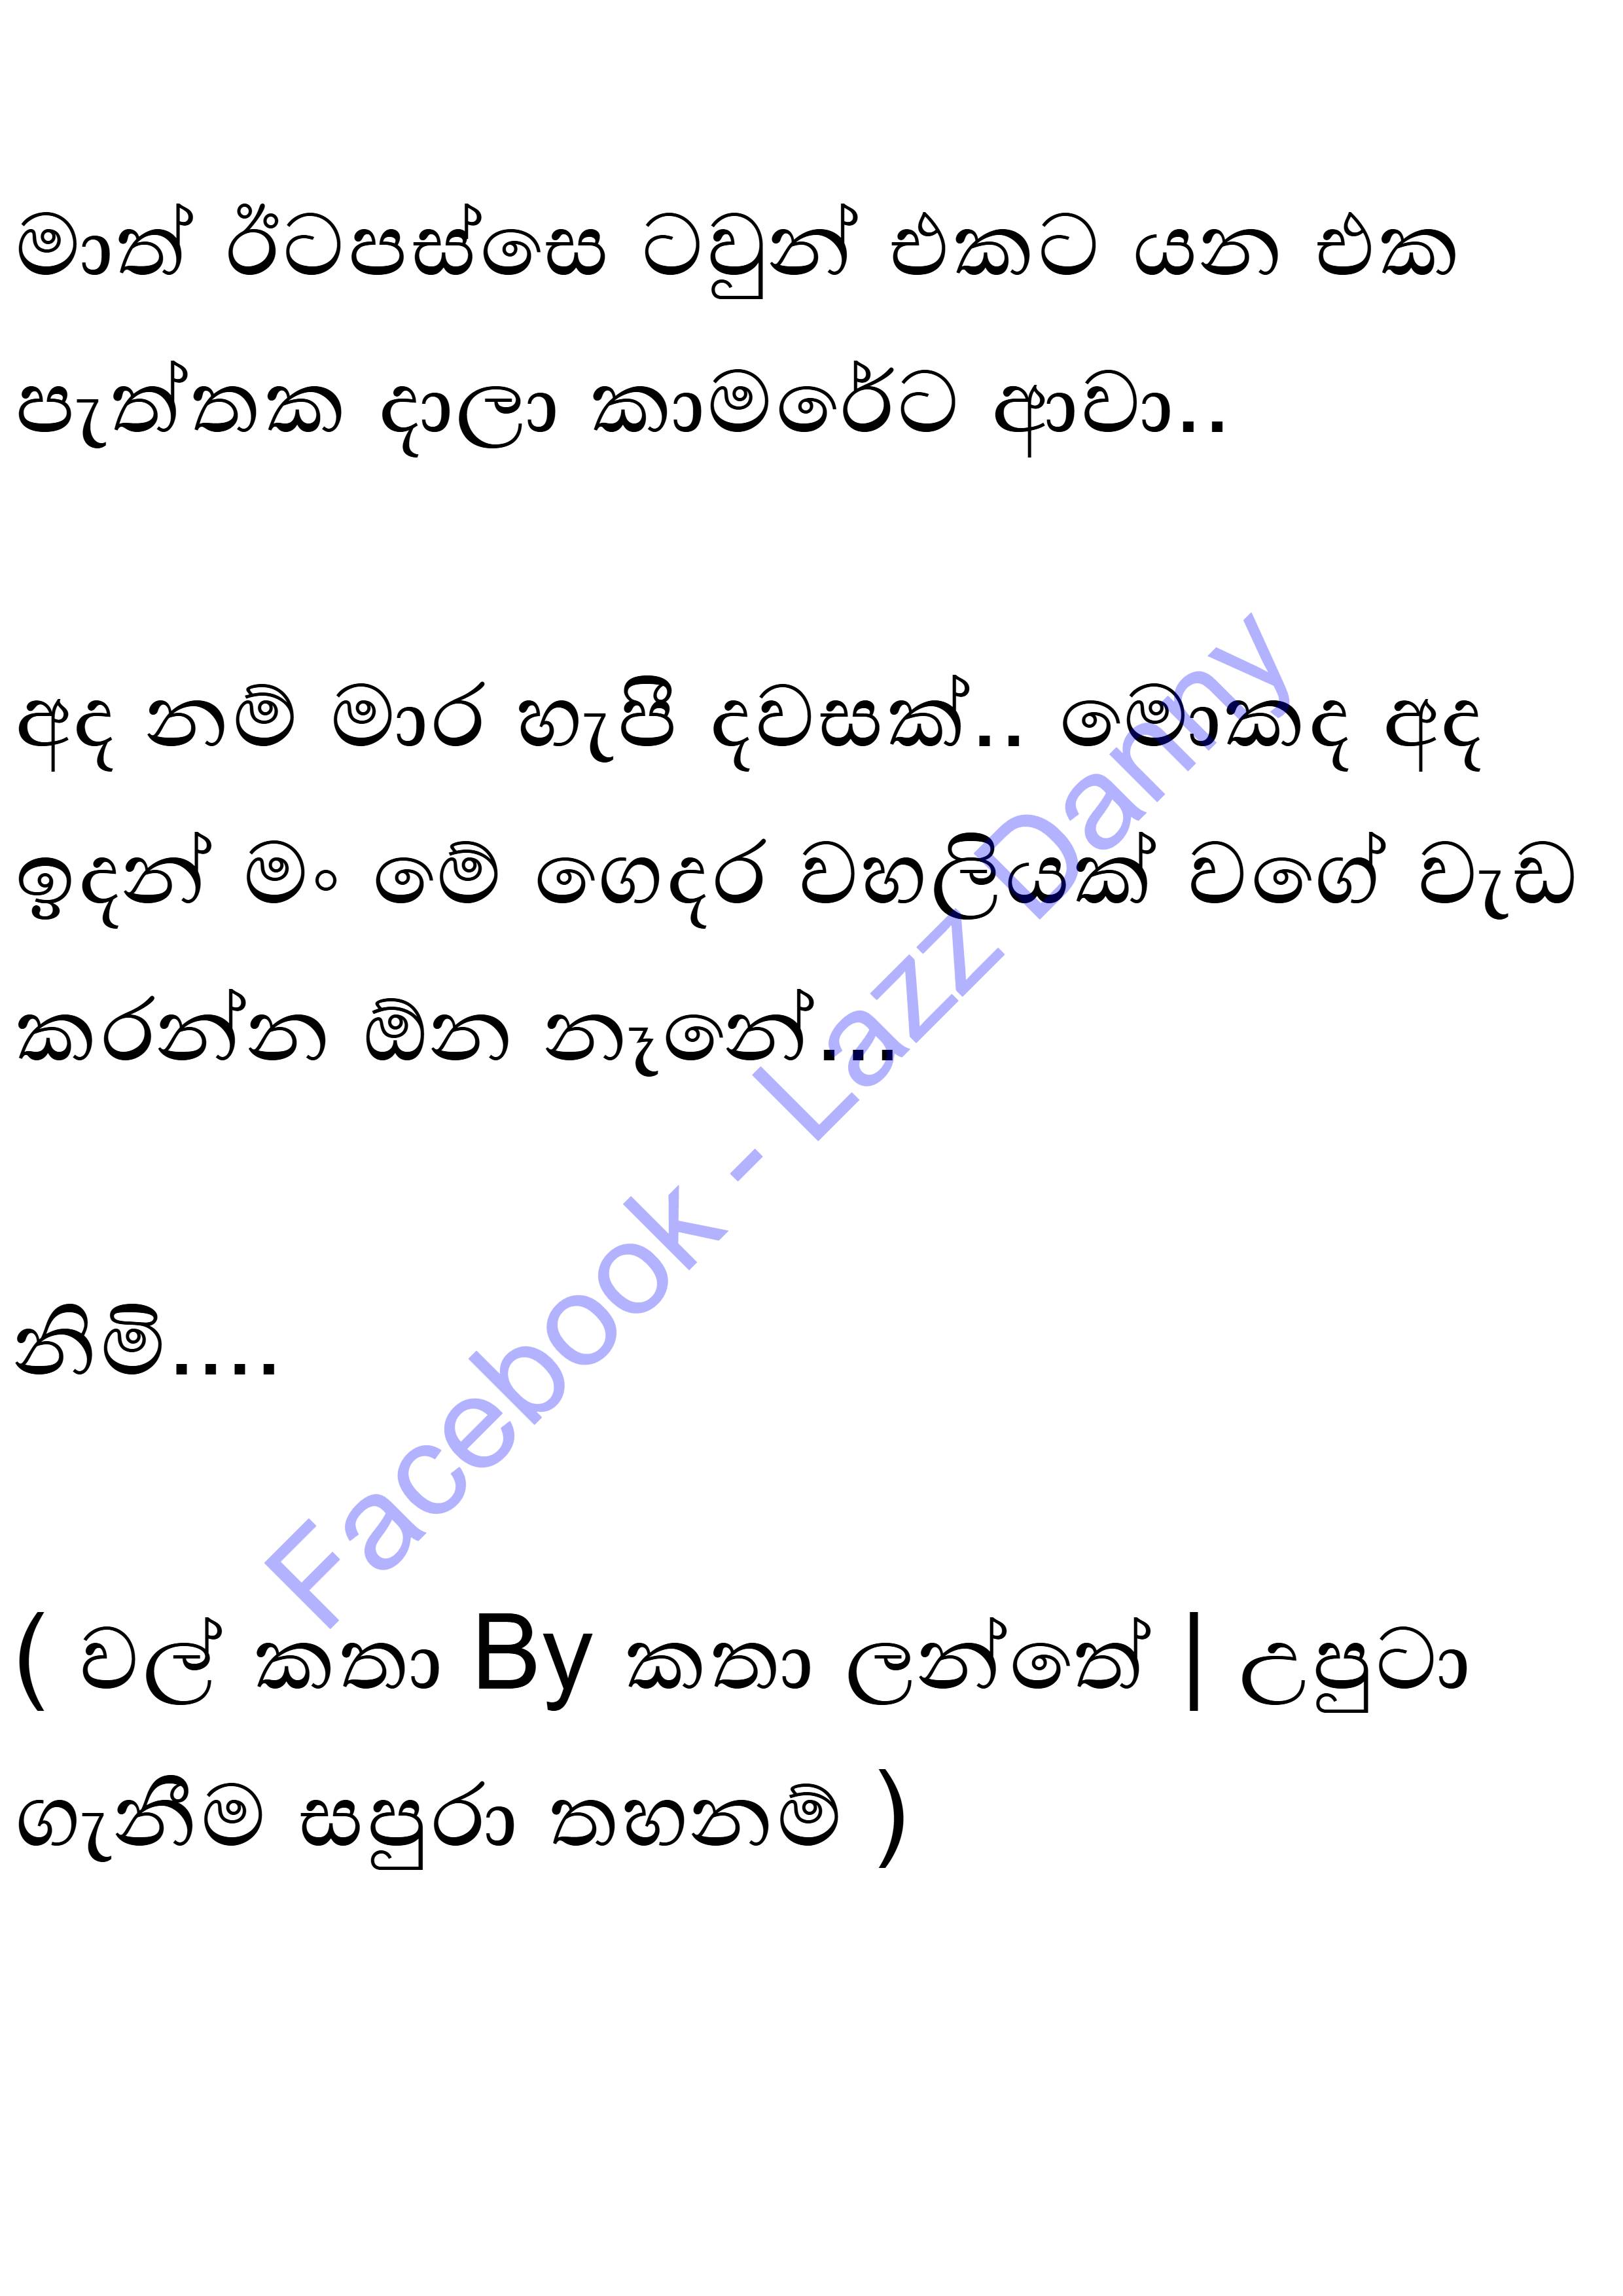 මාත් ඊටපස්සෙ ටවුන් එකට යන එක
පැත්තක දාලා කාමරේට ආවා..
අද නම් මාර හැපී දවසක්.. මොකද අද
ඉදන් මං මේ ගෙදර වහලියක් වගේ වැඩ
කරන්න ඕන නැනේ...
නිමි....
( වල් කතා By කතා ලන්තේ | උපුටා
ගැනීම සපුරා තහනම් )
Facebook - Lazz Danny